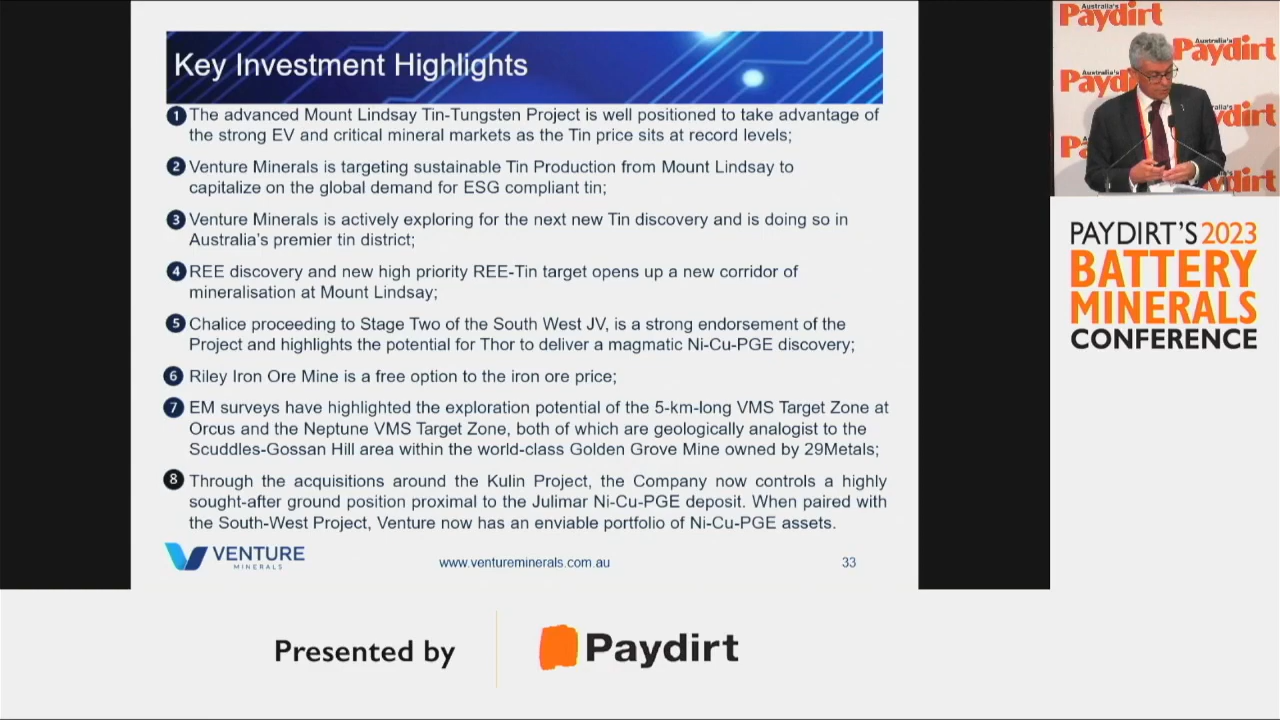 Key Investment Highlights
1 The advanced Mount Lindsay Tin-Tungsten Project is well positioned to take advantage of
the strong EV and critical mineral markets as the Tin price sits at record levels;
2 Venture Minerals is targeting sustainable Tin Production from Mount Lindsay to
capitalize on the global demand for ESG compliant tin;
3 Venture Minerals is actively exploring for the next new Tin discovery and is doing so in
Australia's premier tin district;
4 REE discovery and new high priority REE-Tin target opens up a new corridor of
mineralisation at Mount Lindsay;
5 Chalice proceeding to Stage Two of the South West JV, is a strong endorsement of the
Project and highlights the potential for Thor to deliver a magmatic Ni-Cu-PGE discovery;
6 Riley Iron Ore Mine is a free option to the iron ore price;
7 EM surveys have highlighted the exploration potential of the 5-km-long VMS Target Zone at
Orcus and the Neptune VMS Target Zone, both of which are geologically analogist to the
Scuddles-Gossan Hill area within the world-class Golden Grove Mine owned by 29Metals;
8 Through the acquisitions around the Kulin Project, the Company now controls a highly
sought-after ground position proximal to the Julimar Ni-Cu-PGE deposit. When paired with
the South-West Project, Venture now has an enviable portfolio of Ni-Cu-PGE assets.
VENTURE
MINERALS
www.ventureminerals.com.au
33
Australia's
Paydirt
Australia's
Paydirt
Australia's
Payd
ralia's
dirt
Pa
dirt
PAYDIRT'S 2023
BATTERY
MINERALS
CONFERENCE
Presented by
Paydirt